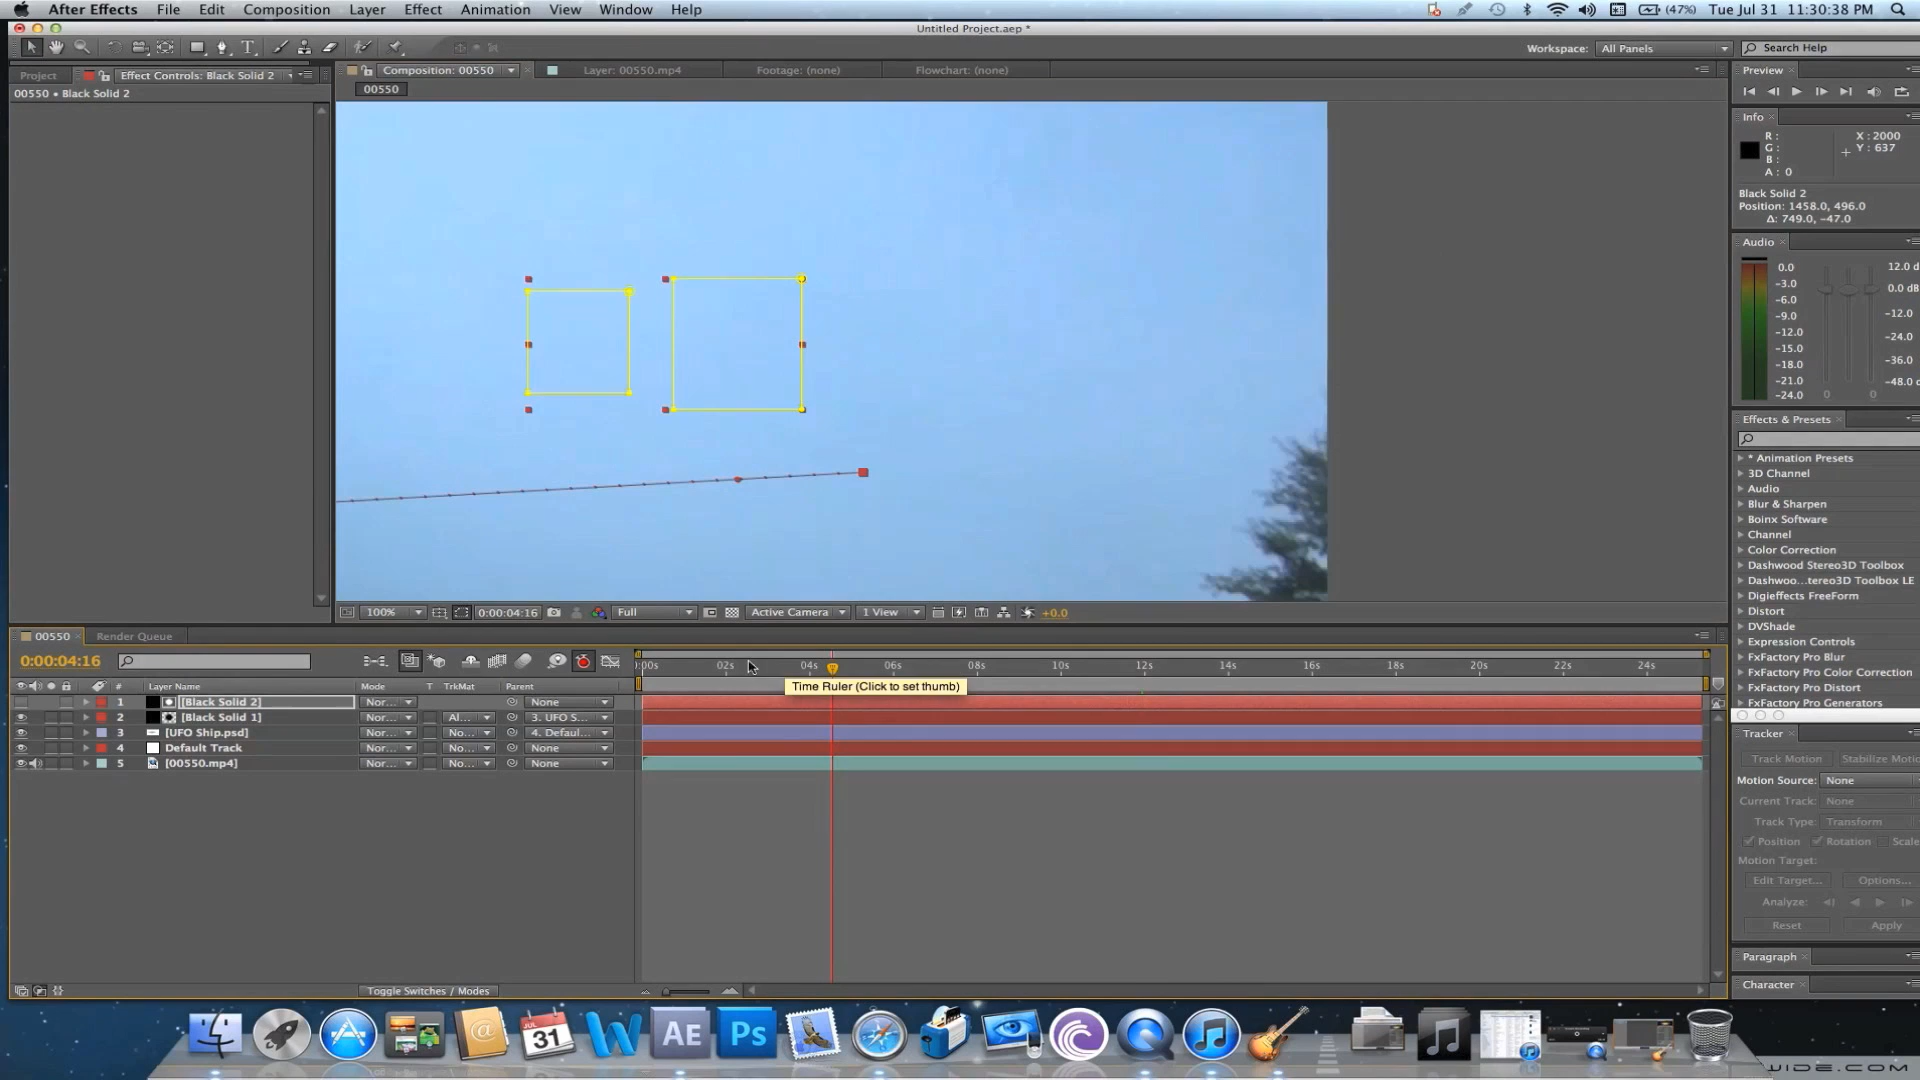 After Effects File Edit Composition Layer Effect Animation View Window Help (47%) Tue Jul 31 11:30:38 PM
Untitled Project.aep *
Workspace: All Panels Search Help
Project Effect Controls: Black Solid 2 Composition: 00550 Layer: 00550.mp4 Footage: (none) Flowchart: (none) Preview
00550 • Black Solid 2
00550
Info
R: X: 2000
G: Y: 637
B:
A: 0
Black Solid 2
Position: 1458.0, 496.0
Δ: 749.0, -47.0
Audio
0.0 12.0 d
-3.0 0.0 dB
-6.0
-9.0 -12.0
-12.0 -24.0
-15.0
-18.0 -36.0
-21.0 -48.0
-24.0 0 0
Effects & Presets
* Animation Presets
3D Channel
Audio
Blur & Sharpen
Boinx Software
Channel
Color Correction
Dashwood Stereo3D Toolbox
Dashwoo...tereo3D Toolbox LE
Digieffects FreeForm
Distort
DVShade
Expression Controls
FxFactory Pro Blur
FxFactory Pro Color Correction
FxFactory Pro Distort
FxFactory Pro Generators
100% 0:00:04:16 Full Active Camera 1 View +0.0
00550 Render Queue
0:00:04:16
:00s 02s 04s 06s 08s 10s 12s 14s 16s 18s 20s 22s 24s
# Layer Name Mode T TrkMat Parent
Time Ruler (Click to set thumb)
1 [Black Solid 2] Nor... None
2 [Black Solid 1] Nor... Al... 3. UFO S...
3 [UFO Ship.psd] Nor... No... 4. Defaul...
4 Default Track Nor... No... None
5 [00550.mp4] Nor... No... None
Tracker
Track Motion Stabilize Motio
Motion Source: None
Current Track: None
Track Type: Transform
Position Rotation Scale
Motion Target:
Edit Target... Options...
Analyze:
Reset Apply
Paragraph
Character
Toggle Switches / Modes
JUL
31
W
AE
Ps
WIDE.COM